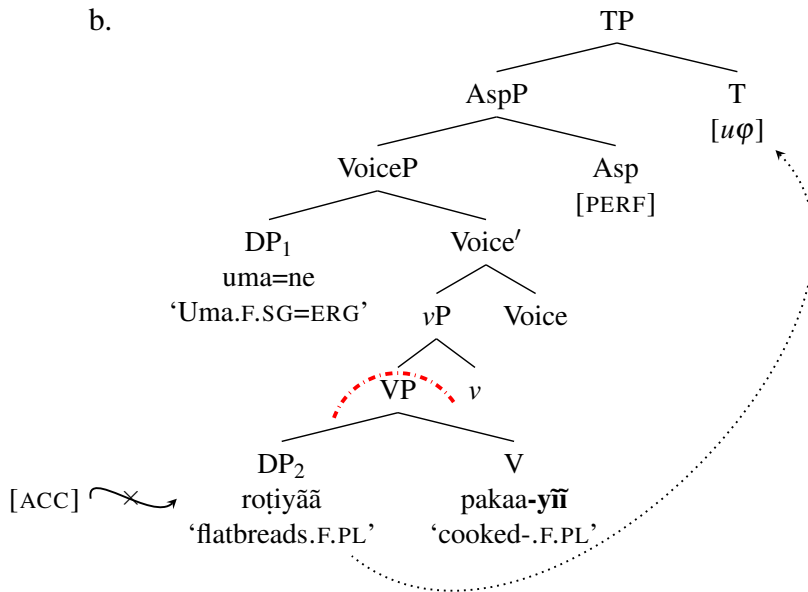 b.
TP
AspP T
[uφ]
VoiceP Asp
[PERF]
DP₁ Voice′
uma=ne
‘Uma.F.SG=ERG’ vP Voice
VP v
DP₂ V
[ACC] roṭiyãã pakaa-yĩĩ
‘flatbreads.F.PL’ ‘cooked-.F.PL’